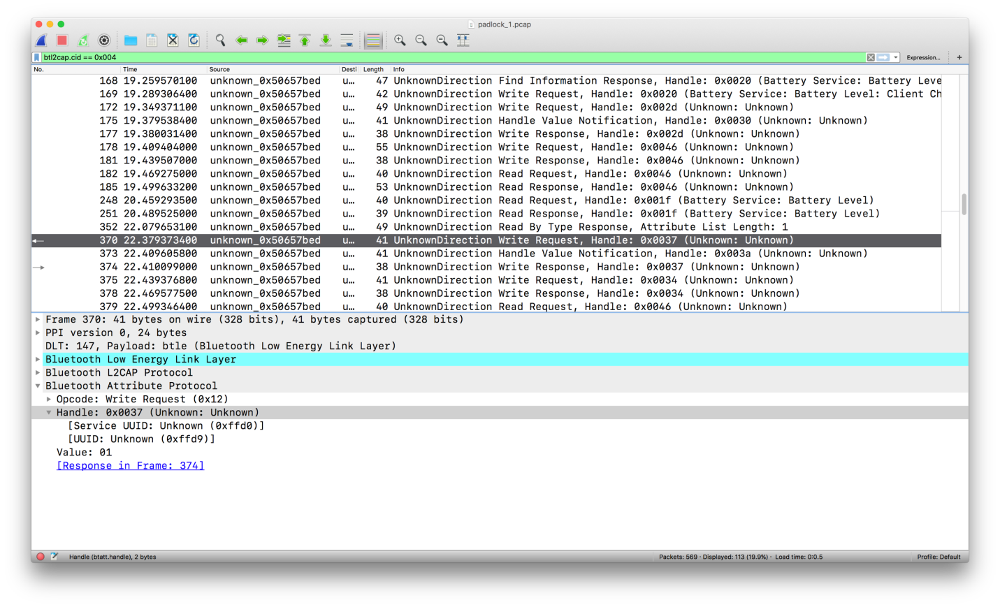 padlock_1.pcap
btl2cap.cid == 0x004
Expression...
+
No. Time Source Desti Length Info
168 19.259570100 unknown_0x50657bed u... 47 UnknownDirection Find Information Response, Handle: 0x0020 (Battery Service: Battery Leve
169 19.289306400 unknown_0x50657bed u... 42 UnknownDirection Write Request, Handle: 0x0020 (Battery Service: Battery Level: Client Ch
172 19.349371100 unknown_0x50657bed u... 49 UnknownDirection Write Request, Handle: 0x002d (Unknown: Unknown)
175 19.379538400 unknown_0x50657bed u... 41 UnknownDirection Handle Value Notification, Handle: 0x0030 (Unknown: Unknown)
177 19.380031400 unknown_0x50657bed u... 38 UnknownDirection Write Response, Handle: 0x002d (Unknown: Unknown)
178 19.409404000 unknown_0x50657bed u... 55 UnknownDirection Write Request, Handle: 0x0046 (Unknown: Unknown)
181 19.439507000 unknown_0x50657bed u... 38 UnknownDirection Write Response, Handle: 0x0046 (Unknown: Unknown)
182 19.469275000 unknown_0x50657bed u... 40 UnknownDirection Read Request, Handle: 0x0046 (Unknown: Unknown)
185 19.499633200 unknown_0x50657bed u... 53 UnknownDirection Read Response, Handle: 0x0046 (Unknown: Unknown)
248 20.459293500 unknown_0x50657bed u... 40 UnknownDirection Read Request, Handle: 0x001f (Battery Service: Battery Level)
251 20.489525000 unknown_0x50657bed u... 39 UnknownDirection Read Response, Handle: 0x001f (Battery Service: Battery Level)
352 22.079653100 unknown_0x50657bed u... 49 UnknownDirection Read By Type Response, Attribute List Length: 1
370 22.379373400 unknown_0x50657bed u... 41 UnknownDirection Write Request, Handle: 0x0037 (Unknown: Unknown)
373 22.409605800 unknown_0x50657bed u... 41 UnknownDirection Handle Value Notification, Handle: 0x003a (Unknown: Unknown)
374 22.410099000 unknown_0x50657bed u... 38 UnknownDirection Write Response, Handle: 0x0037 (Unknown: Unknown)
375 22.439376800 unknown_0x50657bed u... 41 UnknownDirection Write Request, Handle: 0x0034 (Unknown: Unknown)
378 22.469577500 unknown_0x50657bed u... 38 UnknownDirection Write Response, Handle: 0x0034 (Unknown: Unknown)
379 22.499346400 unknown_0x50657bed u... 40 UnknownDirection Read Request, Handle: 0x0046 (Unknown: Unknown)
Frame 370: 41 bytes on wire (328 bits), 41 bytes captured (328 bits)
PPI version 0, 24 bytes
DLT: 147, Payload: btle (Bluetooth Low Energy Link Layer)
Bluetooth Low Energy Link Layer
Bluetooth L2CAP Protocol
Bluetooth Attribute Protocol
Opcode: Write Request (0x12)
Handle: 0x0037 (Unknown: Unknown)
[Service UUID: Unknown (0xffd0)]
[UUID: Unknown (0xffd9)]
Value: 01
[Response in Frame: 374]
Handle (btatt.handle), 2 bytes
Packets: 569 · Displayed: 113 (19.9%) · Load time: 0:0.5
Profile: Default